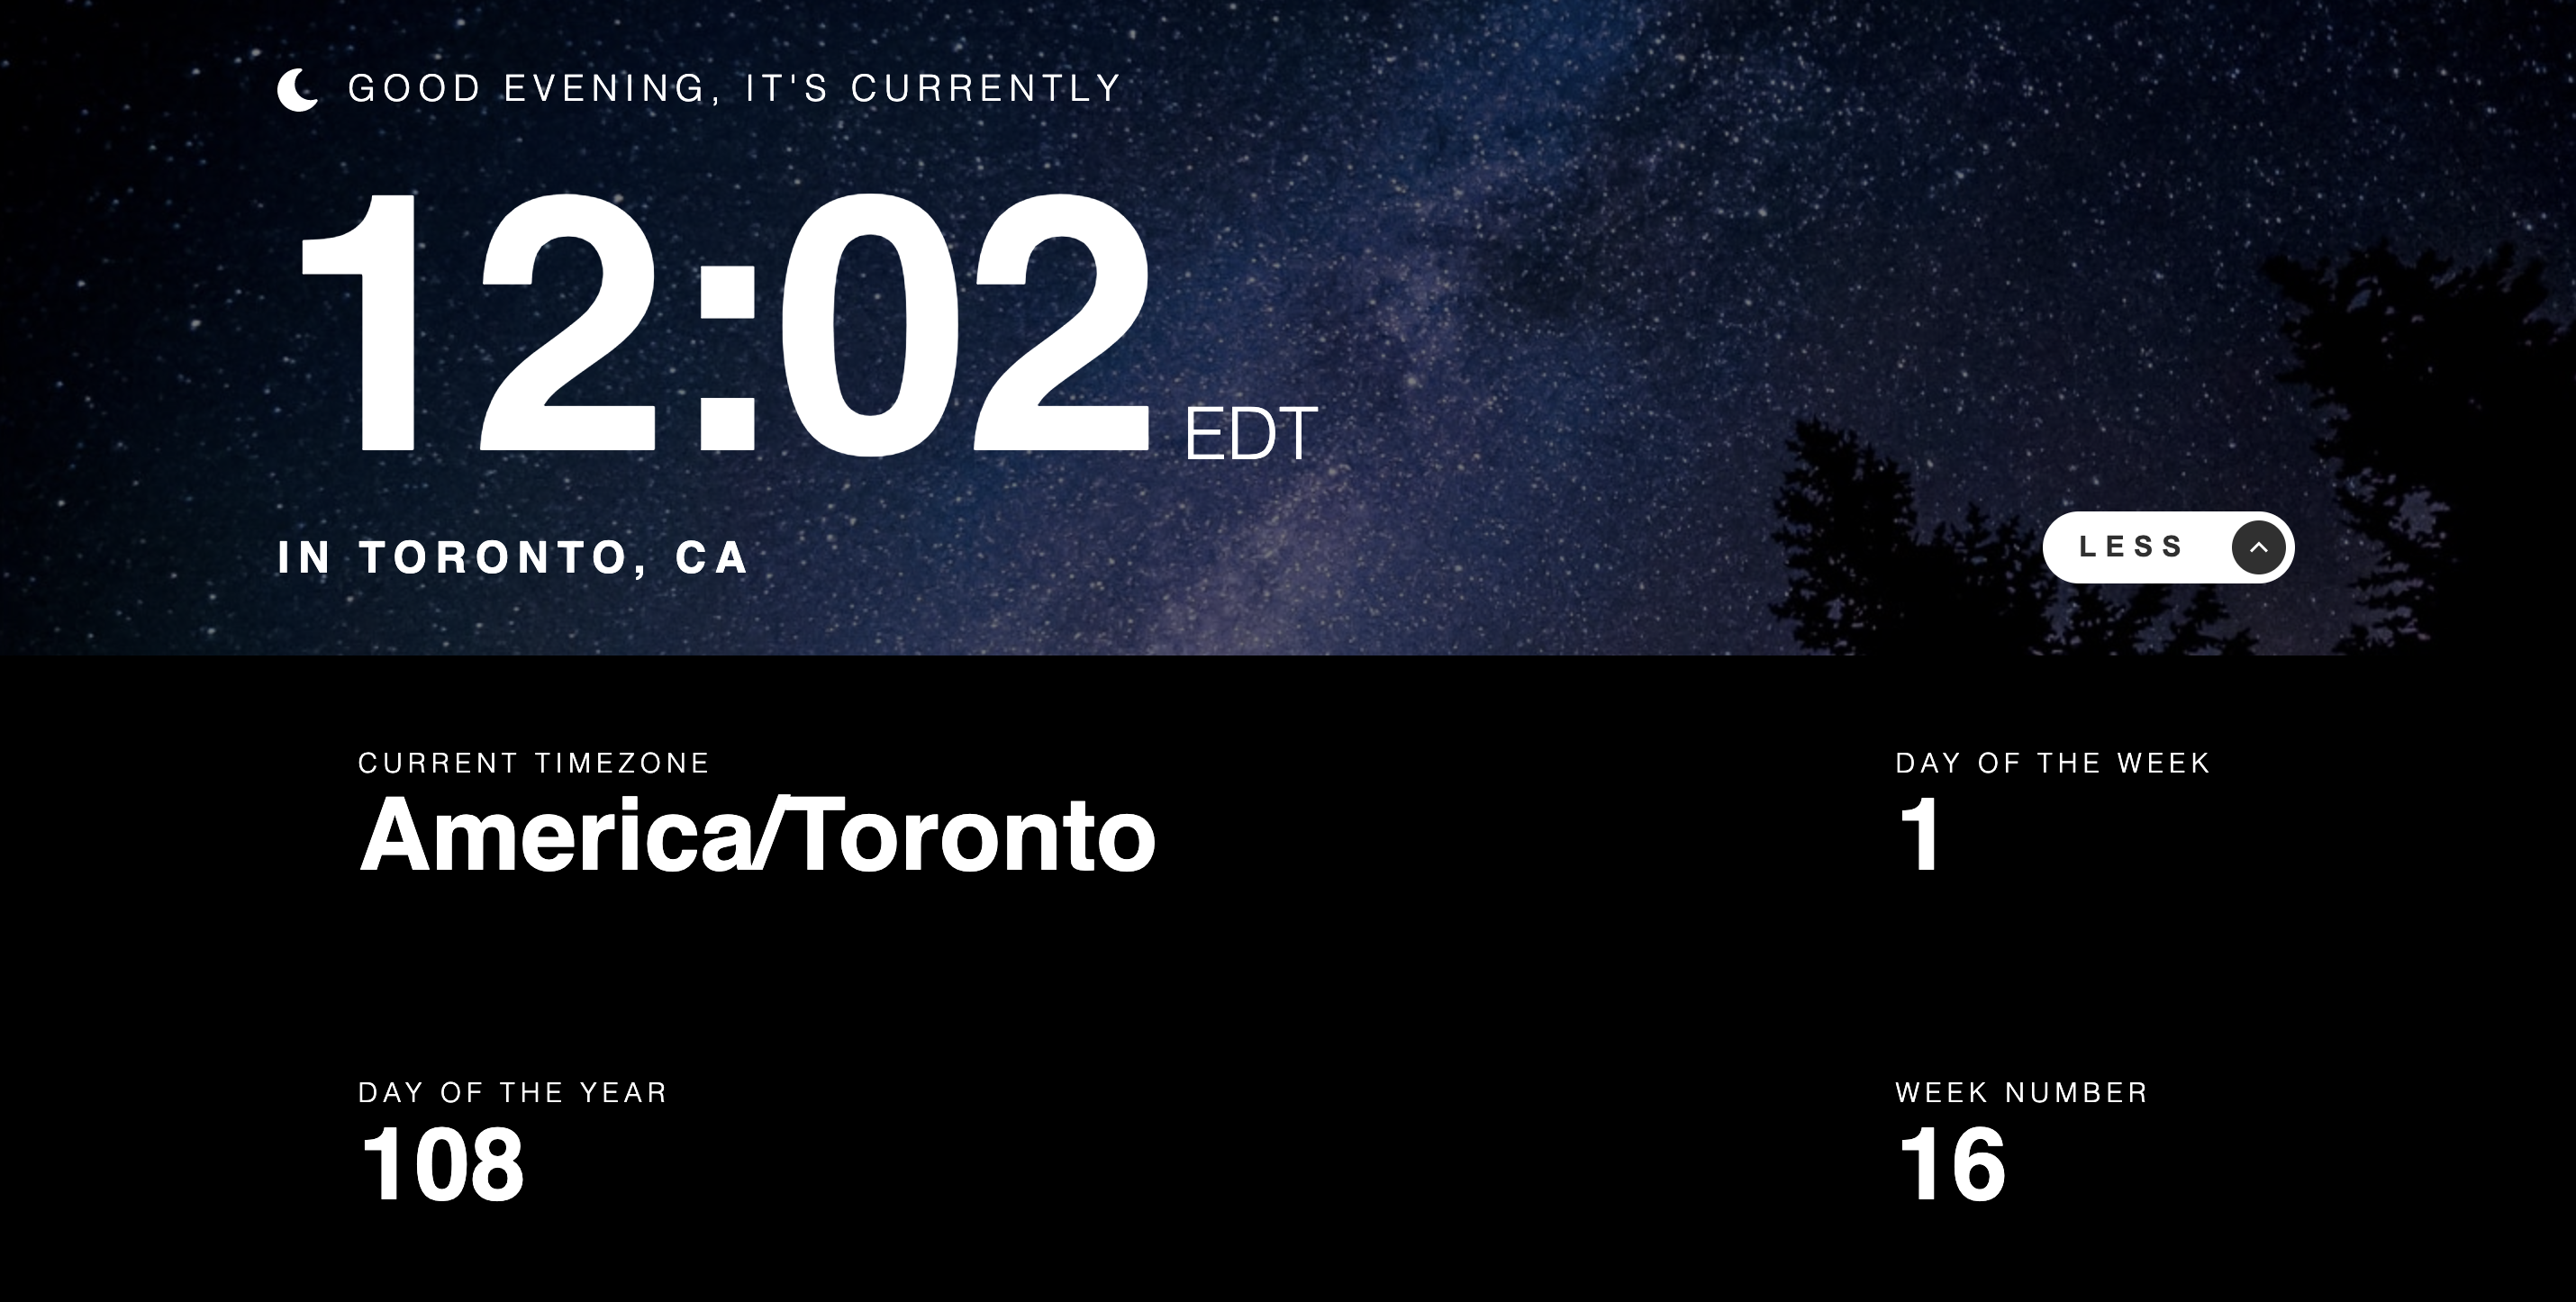 GOOD EVENING, IT'S CURRENTLY
12:02 EDT
IN TORONTO, CA
LESS
CURRENT TIMEZONE
America/Toronto
DAY OF THE WEEK
1
DAY OF THE YEAR
108
WEEK NUMBER
16